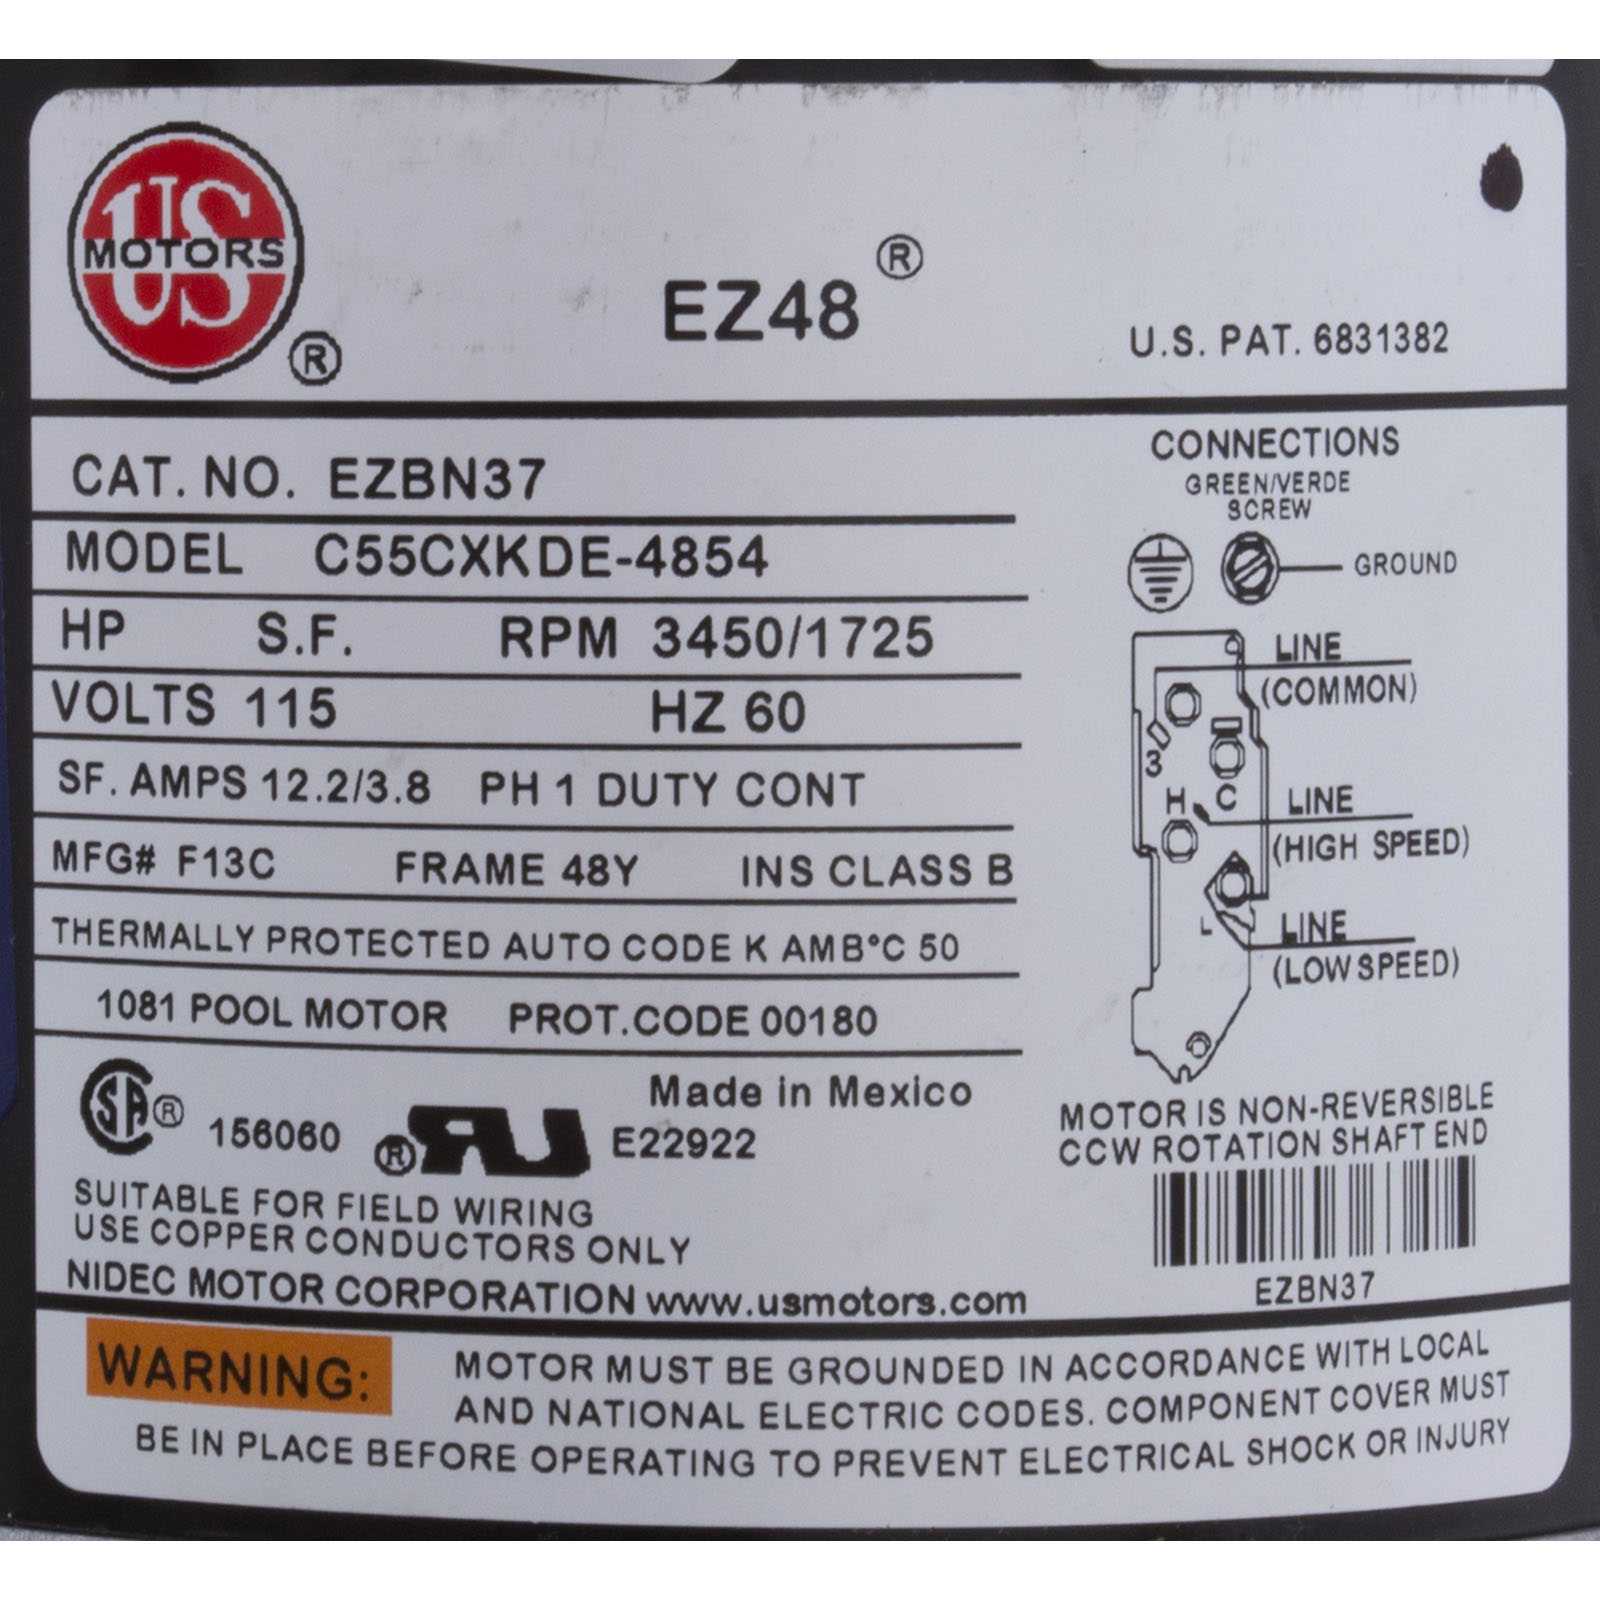 US
MOTORS
®
EZ48®
U.S. PAT. 6831382
CAT. NO. EZBN37
MODEL C55CXKDE-4854
HP S.F. RPM 3450/1725
VOLTS 115 HZ 60
SF. AMPS 12.2/3.8 PH 1 DUTY CONT
MFG# F13C FRAME 48Y INS CLASS B
THERMALLY PROTECTED AUTO CODE K AMB°C 50
1081 POOL MOTOR PROT.CODE 00180
CONNECTIONS
GREEN/VERDE
SCREW
GROUND
LINE
(COMMON)
3
H C
LINE
(HIGH SPEED)
L
LINE
(LOW SPEED)
MOTOR IS NON-REVERSIBLE
CCW ROTATION SHAFT END
EZBN37
Made in Mexico
SA® 156060 ®RU E22922
SUITABLE FOR FIELD WIRING
USE COPPER CONDUCTORS ONLY
NIDEC MOTOR CORPORATION www.usmotors.com
WARNING: MOTOR MUST BE GROUNDED IN ACCORDANCE WITH LOCAL
AND NATIONAL ELECTRIC CODES. COMPONENT COVER MUST
BE IN PLACE BEFORE OPERATING TO PREVENT ELECTRICAL SHOCK OR INJURY